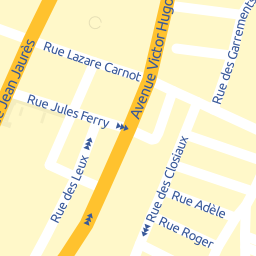 Rue Lazare Carnot
Avenue Victor Hugo
Rue des Garrements
Jean Jaurès
Rue Jules Ferry
Rue des Leux
Rue des Closiaux
Rue Adèle
Rue Roger